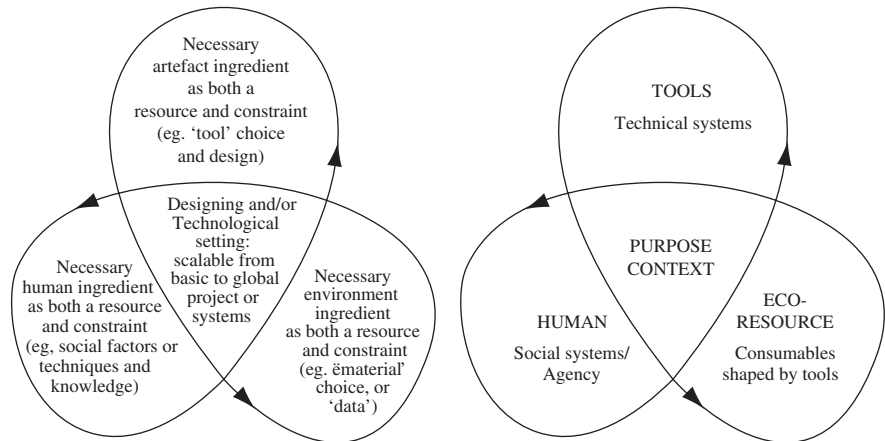 Necessary
artefact ingredient
as both a
resource and constraint
(eg. ‘tool’ choice
and design)
Designing and/or
Technological
setting:
scalable from
basic to global
project or
systems
Necessary
human ingredient
as both a resource
and constraint
(eg, social factors or
techniques and
knowledge)
Necessary
environment
ingredient
as both a resource
and constraint
(eg. ëmaterial’
choice, or
‘data’)
TOOLS
Technical systems
PURPOSE
CONTEXT
HUMAN
Social systems/
Agency
ECO-
RESOURCE
Consumables
shaped by tools